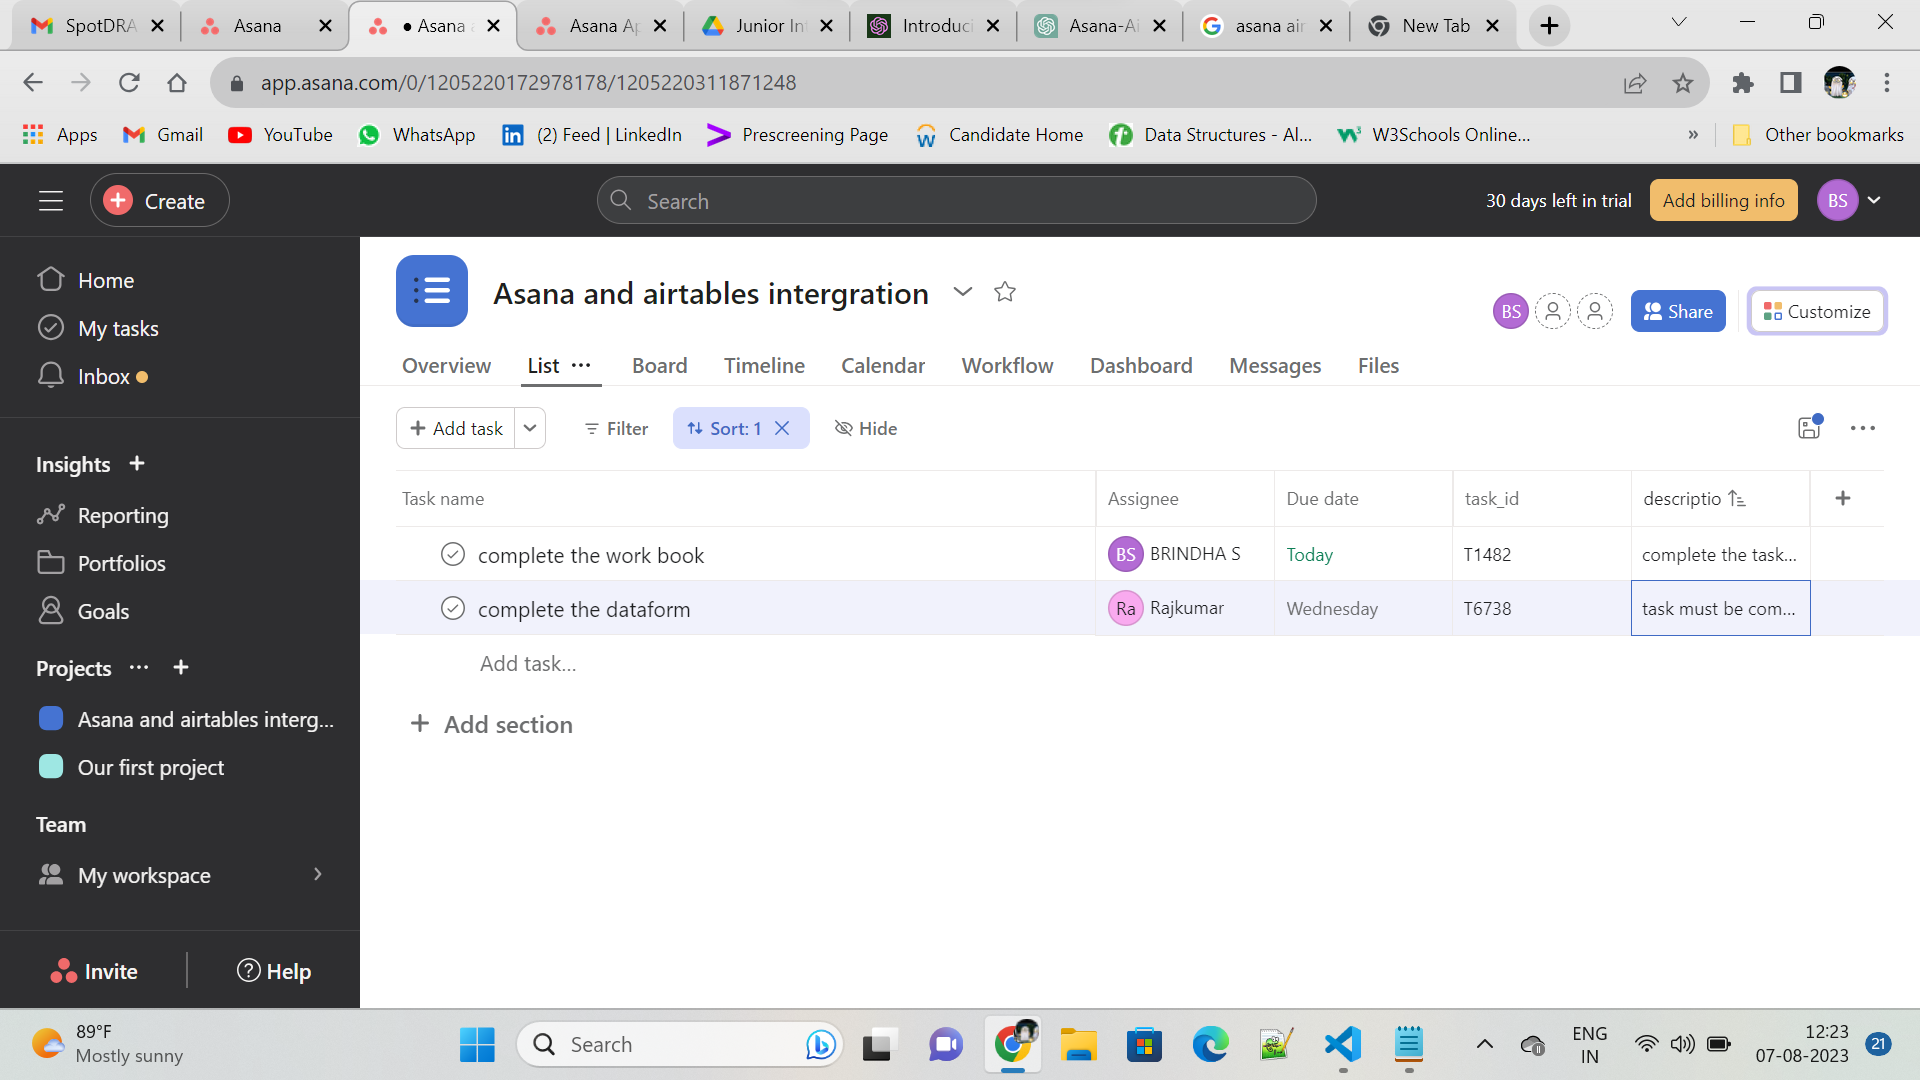 SpotDRA
Asana
• Asana a
Asana Ap
Junior Int
Introduci
Asana-Ai
asana air
New Tab
app.asana.com/0/1205220172978178/1205220311871248
Apps
Gmail
YouTube
WhatsApp
(2) Feed | LinkedIn
Prescreening Page
Candidate Home
Data Structures - Al...
W3Schools Online...
»
Other bookmarks
Create
Search
30 days left in trial
Add billing info
BS
Home
My tasks
Inbox
Insights
Reporting
Portfolios
Goals
Projects
Asana and airtables interg...
Our first project
Team
My workspace
Invite
Help
Asana and airtables intergration
BS
Share
Customize
Overview
List
Board
Timeline
Calendar
Workflow
Dashboard
Messages
Files
Add task
Filter
Sort: 1
Hide
Task name
Assignee
Due date
task_id
descriptio
complete the work book
BS
BRINDHA S
Today
T1482
complete the task...
complete the dataform
Ra
Rajkumar
Wednesday
T6738
task must be com...
Add task...
Add section
89°F
Mostly sunny
Search
ENG
IN
12:23
07-08-2023
21